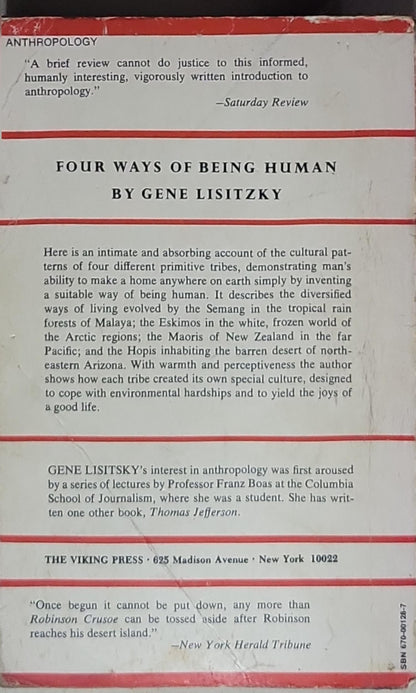 ANTHROPOLOGY
"A brief review cannot do justice to this informed,
humanly interesting, vigorously written introduction to
anthropology."
—Saturday Review
FOUR WAYS OF BEING HUMAN
BY GENE LISITZKY
Here is an intimate and absorbing account of the cultural pat-
terns of four different primitive tribes, demonstrating man's
ability to make a home anywhere on earth simply by inventing
a suitable way of being human. It describes the diversified
ways of living evolved by the Semang in the tropical rain
forests of Malaya; the Eskimos in the white, frozen world of
the Arctic regions; the Maoris of New Zealand in the far
Pacific; and the Hopis inhabiting the barren desert of north-
eastern Arizona. With warmth and perceptiveness the author
shows how each tribe created its own special culture, designed
to cope with environmental hardships and to yield the joys of
a good life.
GENE LISITSKY's interest in anthropology was first aroused
by a series of lectures by Professor Franz Boas at the Columbia
School of Journalism, where she was a student. She has writ-
ten one other book, Thomas Jefferson.
THE VIKING PRESS · 625 Madison Avenue · New York 10022
"Once begun it cannot be put down, any more than
Robinson Crusoe can be tossed aside after Robinson
reaches his desert island."
—New York Herald Tribune
SBN 670-00128-7